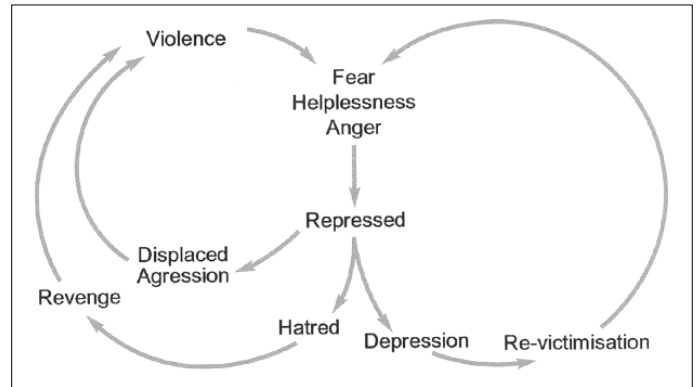 Violence
Fear
Helplessness
Anger
Repressed
Displaced
Agression
Revenge
Hatred
Depression
Re-victimisation